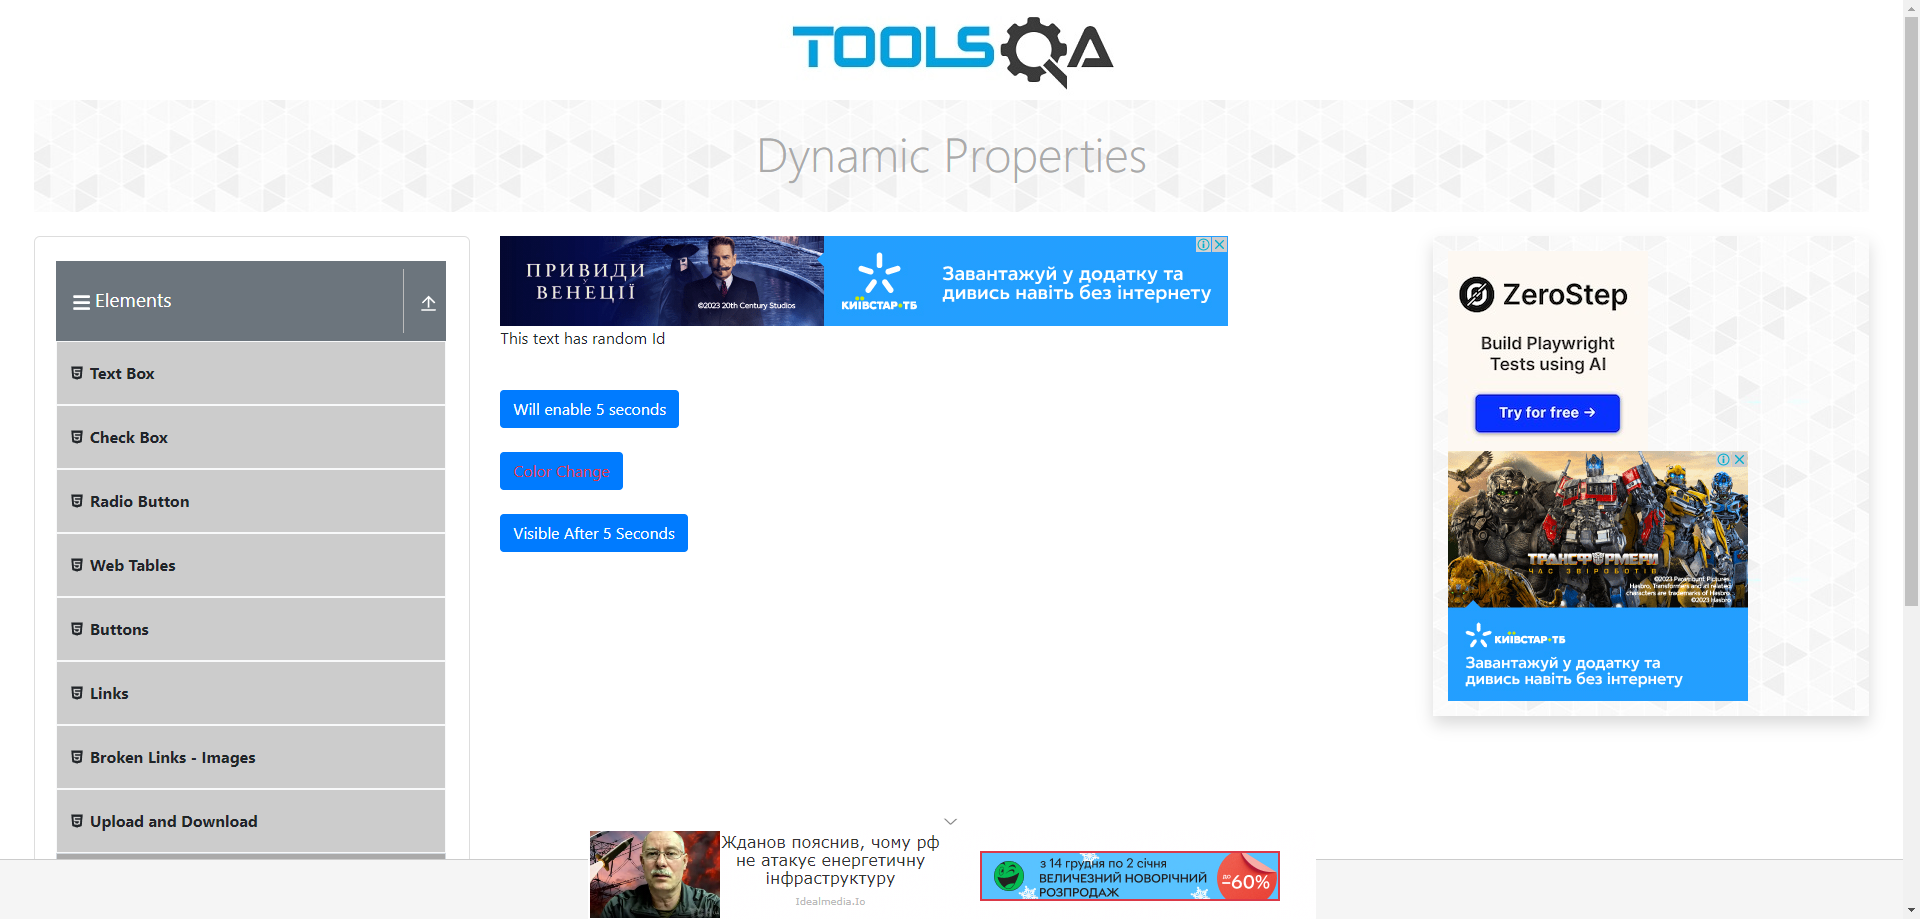 TOOLSQA
Dynamic Properties
Elements
Text Box
Check Box
Radio Button
Web Tables
Buttons
Links
Broken Links - Images
Upload and Download
ПРИВИДИ
У
ВЕНЕЦІЇ
©2023 20th Century Studios
КИЇВСТАР·ТБ
Завантажуй у додатку та
дивись навіть без інтернету
This text has random Id
Will enable 5 seconds
Color Change
Visible After 5 Seconds
ZeroStep
Build Playwright
Tests using AI
Try for free →
ТРАНСФОРМЕРИ
ЧАС ЗВІРОБОТІВ
©2023 Paramount Pictures.
Hasbro, Transformers and all related
characters are trademarks of Hasbro.
©2023 Hasbro
КИЇВСТАР·ТБ
Завантажуй у додатку та
дивись навіть без інтернету
Жданов пояснив, чому рф
не атакує енергетичну
інфраструктуру
Idealmedia.Io
з 14 грудня по 2 січня
ВЕЛИЧЕЗНИЙ НОВОРІЧНИЙ
РОЗПРОДАЖ
до
-60%